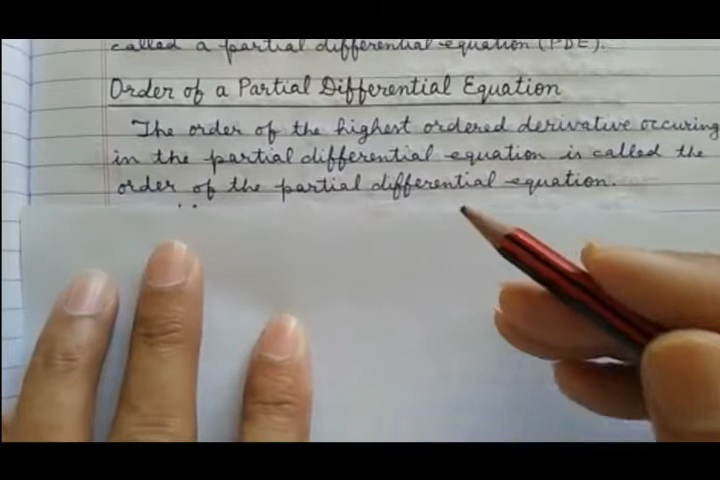 called a partial differential equation (PDE).
Order of a Partial Differential Equation
The order of the highest ordered derivative occuring
in the partial differential equation is called the
order of the partial differential equation.